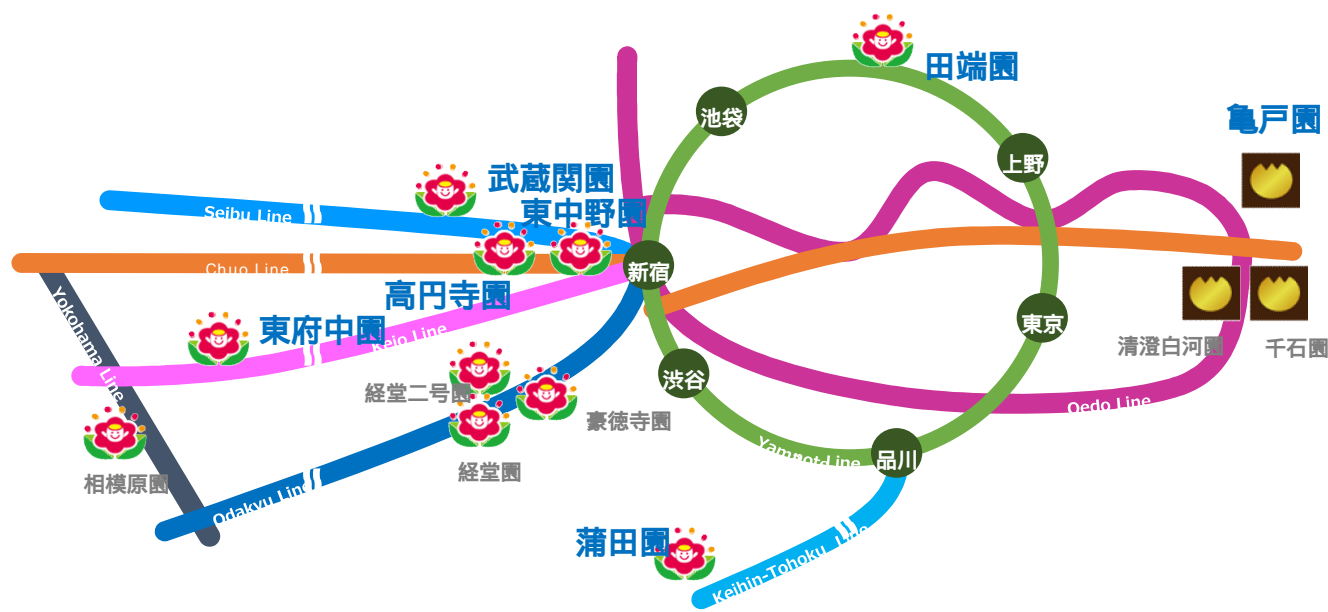 田端園
池袋
亀戸園
上野
武蔵関園
東中野園
Seibu Line
Chuo Line
新宿
高円寺園
Yokohama Line
東府中園
Keio Line
東京
清澄白河園
千石園
渋谷
経堂二号園
豪徳寺園
Oedo Line
品川
経堂園
相模原園
Odakyu Line
蒲田園
Keihin-Tohoku Line